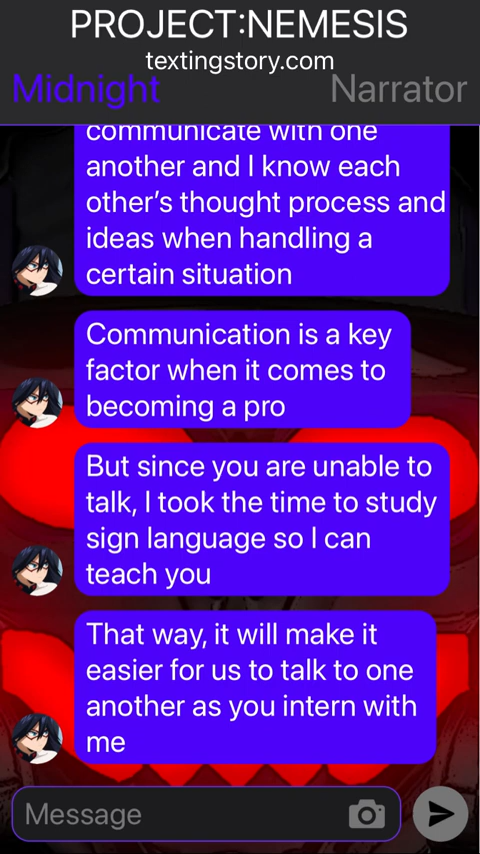 PROJECT:NEMESIS
textingstory.com
Midnight Narrator
communicate with one
another and I know each
other’s thought process and
ideas when handling a
certain situation
Communication is a key
factor when it comes to
becoming a pro
But since you are unable to
talk, I took the time to study
sign language so I can
teach you
That way, it will make it
easier for us to talk to one
another as you intern with
me
Message